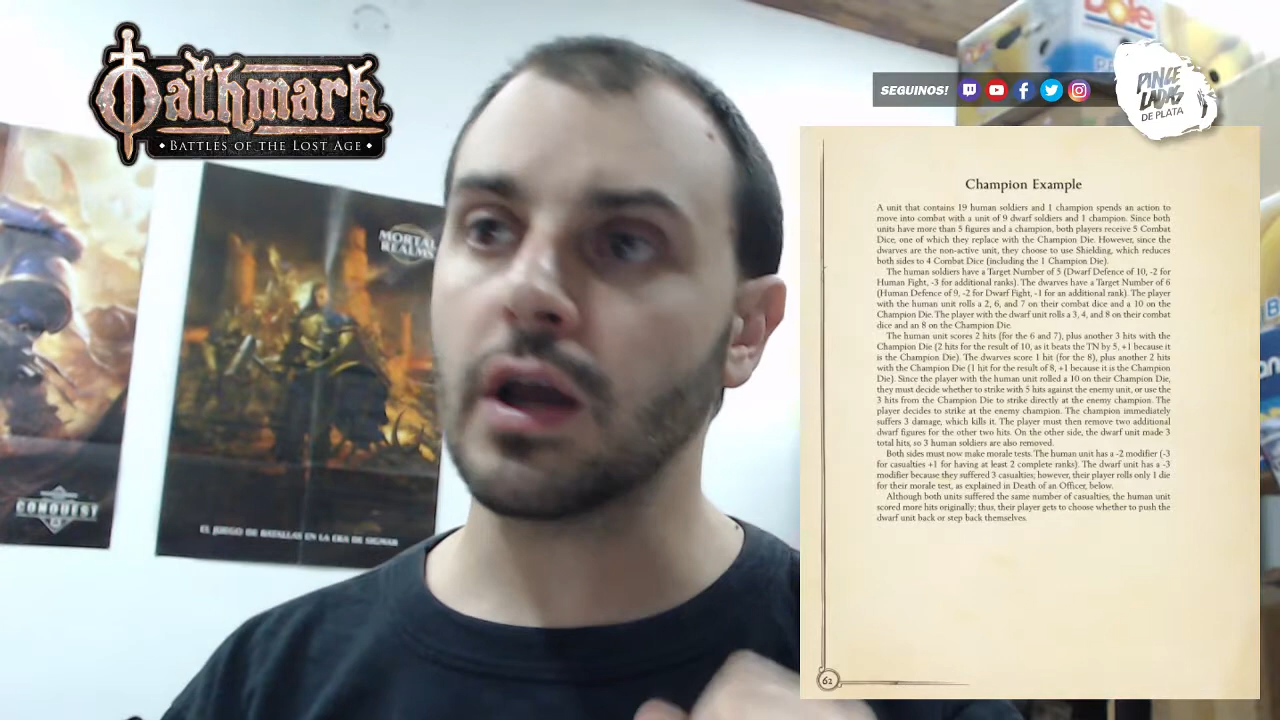 Oathmark
• BATTLES OF THE LOST AGE •
SEGUINOS!
PINCE
LADAS
DE PLATA
Dole
MORTAL
REALMS
CONQUEST
EL JUEGO DE BATALLAS EN LA ERA DE SIGMAR
Champion Example
A unit that contains 19 human soldiers and 1 champion spends an action to
move into combat with a unit of 9 dwarf soldiers and 1 champion. Since both
units have more than 5 figures and a champion, both players receive 5 Combat
Dice, one of which they replace with the Champion Die. However, since the
dwarves are the non-active unit, they choose to use Shielding, which reduces
both sides to 4 Combat Dice (including the 1 Champion Die).
The human soldiers have a Target Number of 5 (Dwarf Defence of 10, -2 for
Human Fight, -3 for additional ranks). The dwarves have a Target Number of 6
(Human Defence of 9, -2 for Dwarf Fight, -1 for an additional rank). The player
with the human unit rolls a 2, 6, and 7 on their combat dice and a 10 on the
Champion Die. The player with the dwarf unit rolls a 3, 4, and 8 on their combat
dice and an 8 on the Champion Die.
The human unit scores 2 hits (for the 6 and 7), plus another 3 hits with the
Champion Die (2 hits for the result of 10, as it beats the TN by 5, +1 because it
is the Champion Die). The dwarves score 1 hit (for the 8), plus another 2 hits
with the Champion Die (1 hit for the result of 8, +1 because it is the Champion
Die). Since the player with the human unit rolled a 10 on their Champion Die,
they must decide whether to strike with 5 hits against the enemy unit, or use the
3 hits from the Champion Die to strike directly at the enemy champion. The
player decides to strike at the enemy champion. The champion immediately
suffers 3 damage, which kills it. The player must then remove two additional
dwarf figures for the other two hits. On the other side, the dwarf unit made 3
total hits, so 3 human soldiers are also removed.
Both sides must now make morale tests. The human unit has a -2 modifier (-3
for casualties +1 for having at least 2 complete ranks). The dwarf unit has a -3
modifier because they suffered 3 casualties; however, their player rolls only 1 die
for their morale test, as explained in Death of an Officer, below.
Although both units suffered the same number of casualties, the human unit
scored more hits originally; thus, their player gets to choose whether to push the
dwarf unit back or step back themselves.
62